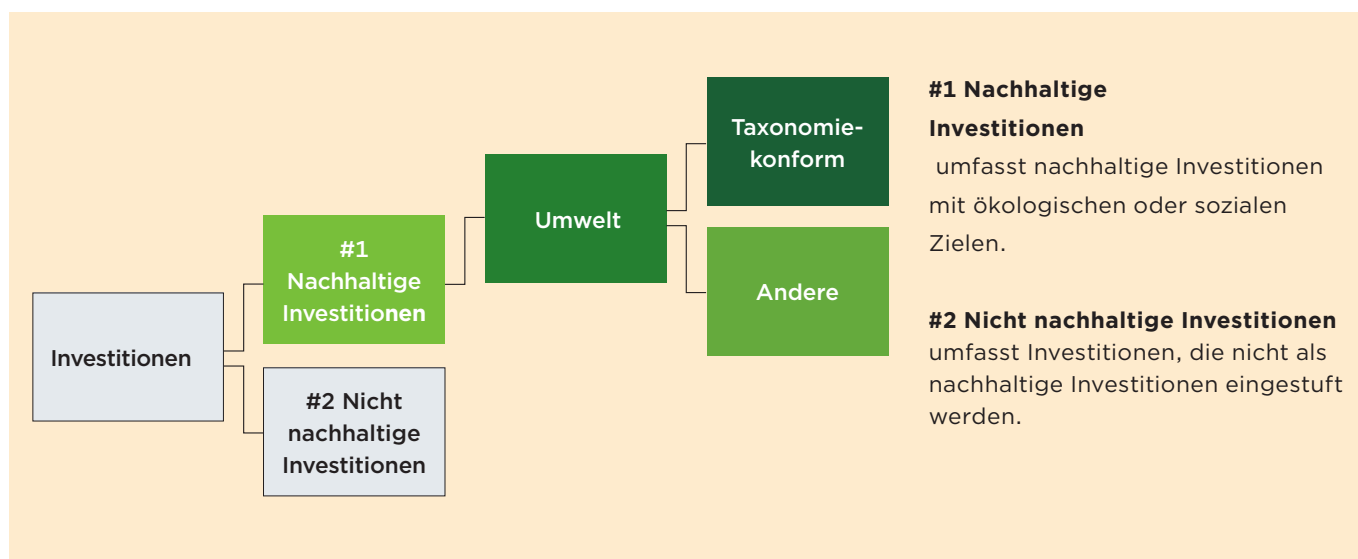 Investitionen
#1
Nachhaltige
Investitionen
#2 Nicht
nachhaltige
Investitionen
Umwelt
Taxonomie-
konform
Andere
#1 Nachhaltige
Investitionen
umfasst nachhaltige Investitionen
mit ökologischen oder sozialen
Zielen.
#2 Nicht nachhaltige Investitionen
umfasst Investitionen, die nicht als
nachhaltige Investitionen eingestuft
werden.